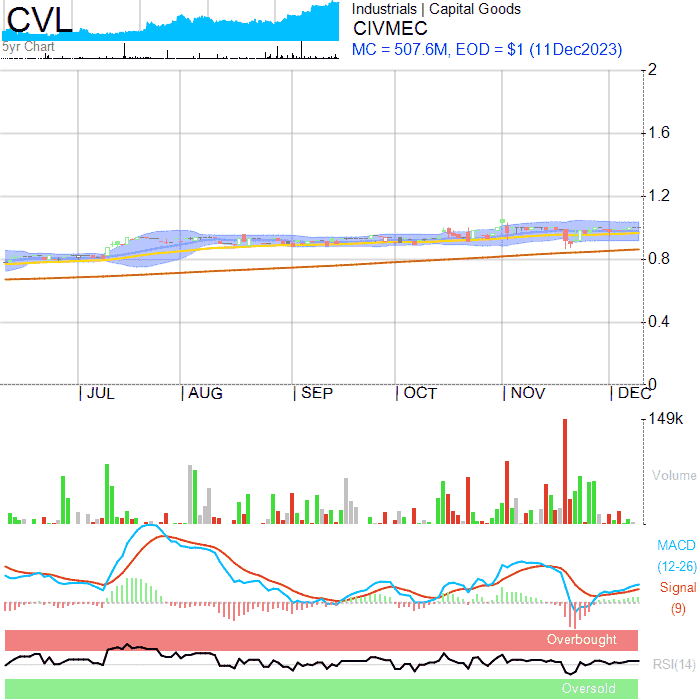 CVL
5yr Chart
Industrials | Capital Goods
CIVMEC
MC = 507.6M, EOD = $1 (11Dec2023)
2
1.6
1.2
0.8
0.4
0
| JUL | AUG | SEP | OCT | NOV | DEC
149k
Volume
MACD
(12-26)
Signal
(9)
Overbought
RSI(14)
Oversold